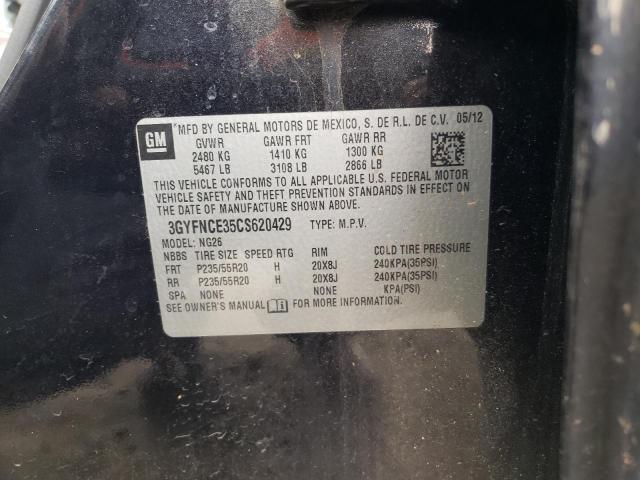 GM
MFD BY GENERAL MOTORS DE MEXICO, S. DE R.L. DE C.V. 05/12
GVWR GAWR FRT GAWR RR
2480 KG 1410 KG 1300 KG
5467 LB 3108 LB 2866 LB
THIS VEHICLE CONFORMS TO ALL APPLICABLE U.S. FEDERAL MOTOR
VEHICLE SAFETY AND THEFT PREVENTION STANDARDS IN EFFECT ON
THE DATE OF MANUFACTURE SHOWN ABOVE.
3GYFNCE35CS620429 TYPE: M.P.V.
MODEL: NG26
NBBS TIRE SIZE SPEED RTG RIM COLD TIRE PRESSURE
FRT P235/55R20 H 20X8J 240KPA(35PSI)
RR P235/55R20 H 20X8J 240KPA(35PSI)
SPA NONE NONE KPA(PSI)
SEE OWNER'S MANUAL FOR MORE INFORMATION.